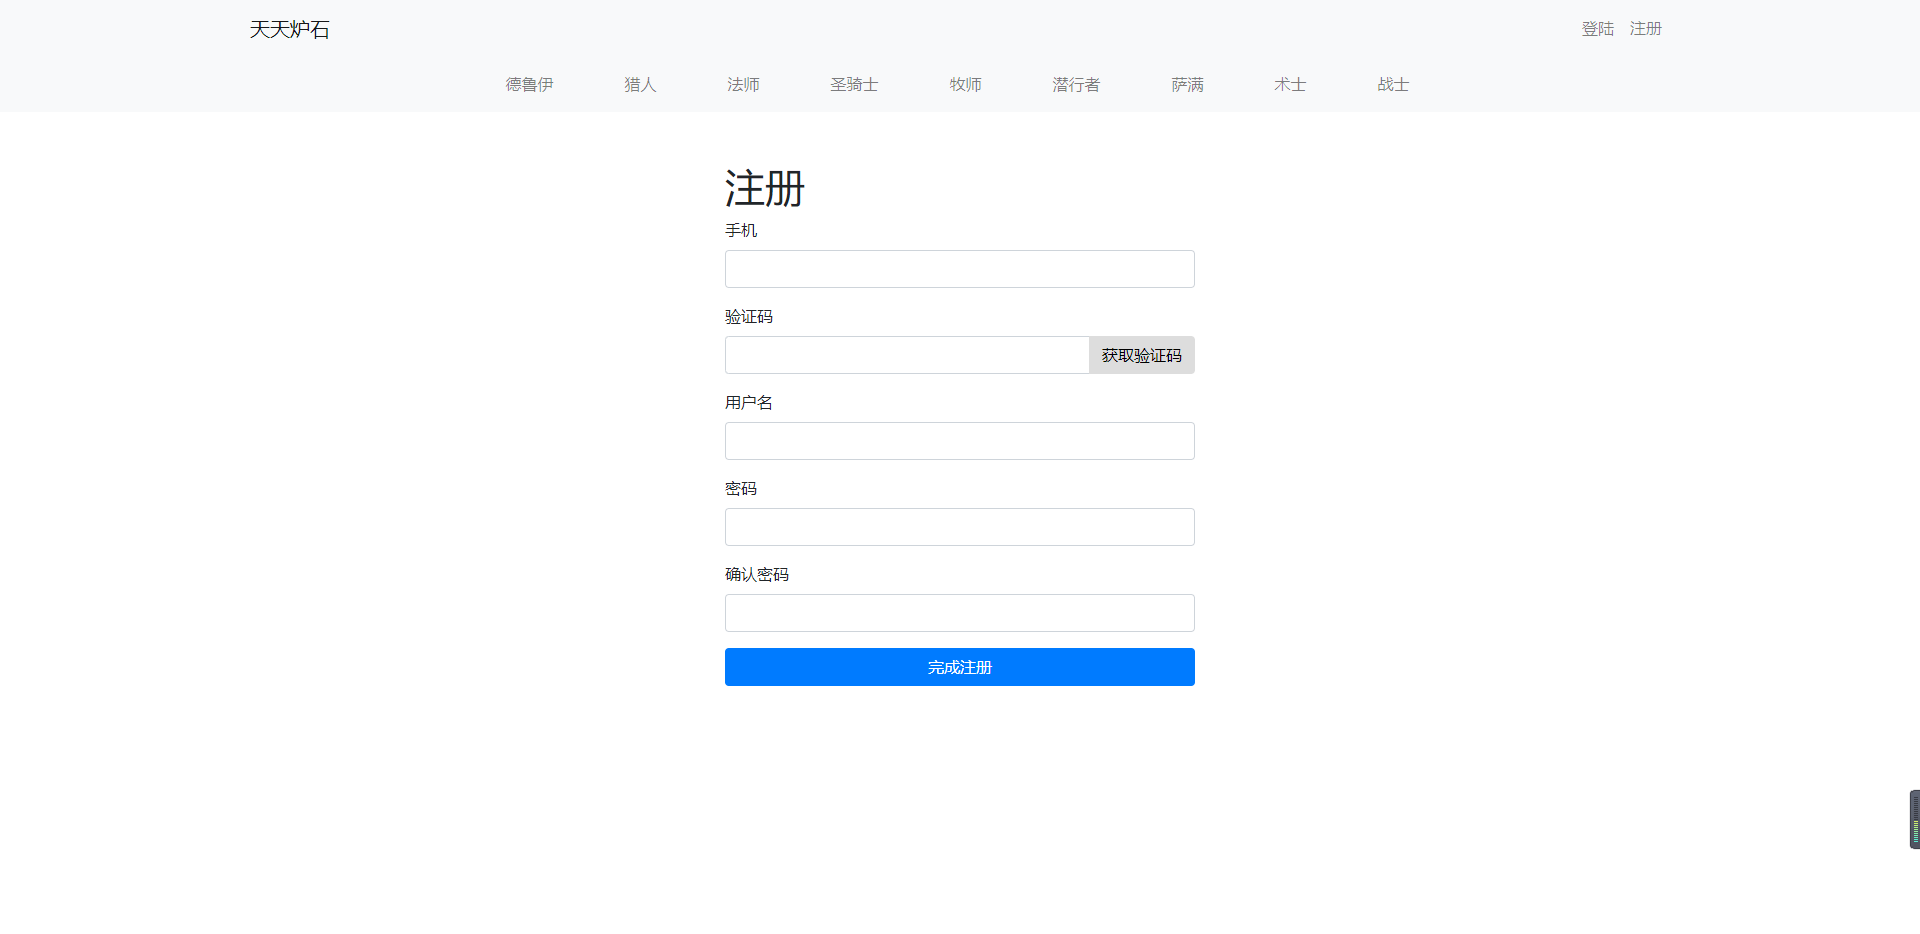 天天炉石 登陆 注册
德鲁伊 猎人 法师 圣骑士 牧师 潜行者 萨满 术士 战士
注册
手机
验证码
获取验证码
用户名
密码
确认密码
完成注册